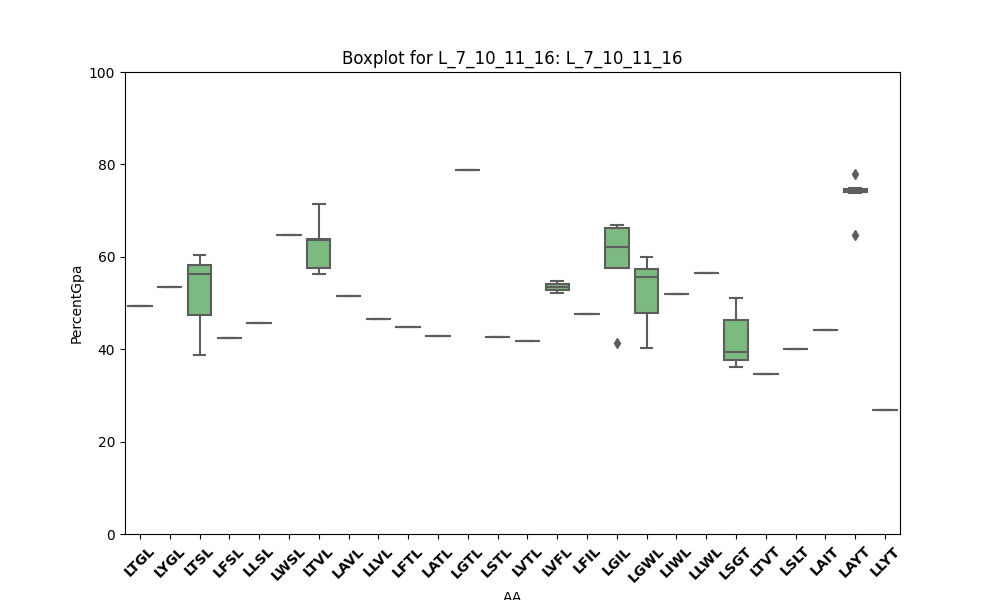 Boxplot for L_7_10_11_16: L_7_10_11_16
100
80
60
40
20
0
PercentGpa
LTGL LYGL LTSL LFSL LLSL LWSL LTVL LAVL LLVL LFTL LATL LGTL LSTL LVTL LVFL LFIL LGIL LGWL LIWL LLWL LSGT LTVT LSLT LAIT LAYT LLYT
AA